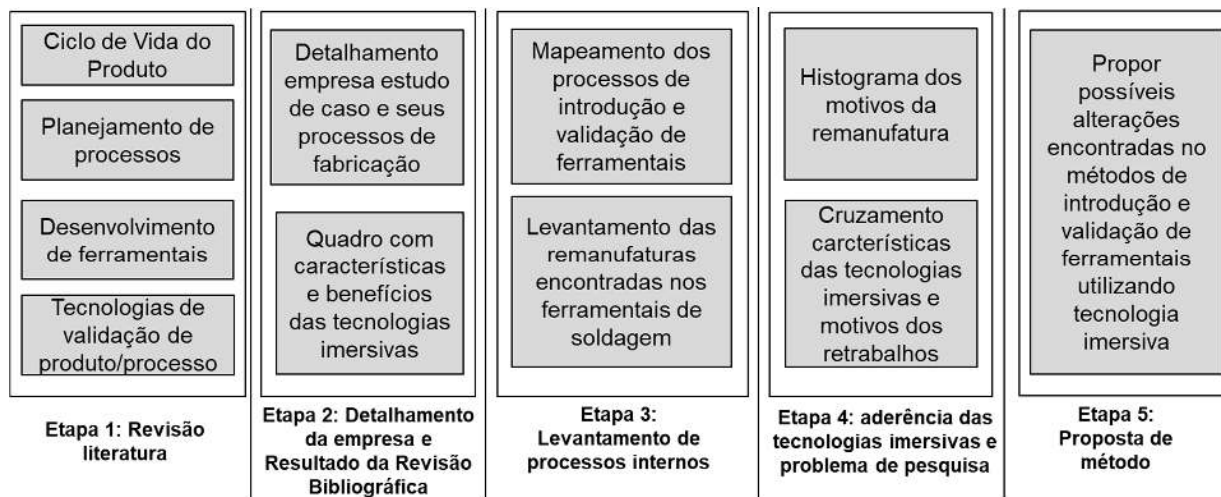 Ciclo de Vida do
Produto
Planejamento de
processos
Desenvolvimento
de ferramentais
Tecnologias de
validação de
produto/processo
Etapa 1: Revisão
literatura
Detalhamento
empresa estudo
de caso e seus
processos de
fabricação
Quadro com
características
e benefícios
das tecnologias
imersivas
Etapa 2: Detalhamento
da empresa e
Resultado da Revisão
Bibliográfica
Mapeamento dos
processos de
introdução e
validação de
ferramentais
Levantamento das
remanufaturas
encontradas nos
ferramentais de
soldagem
Etapa 3:
Levantamento de
processos internos
Histograma dos
motivos da
remanufatura
Cruzamento
carcterísticas
das tecnologias
imersivas e
motivos dos
retrabalhos
Etapa 4: aderência das
tecnologias imersivas e
problema de pesquisa
Propor
possíveis
alterações
encontradas no
métodos de
introdução e
validação de
ferramentais
utilizando
tecnologia
imersiva
Etapa 5:
Proposta de
método